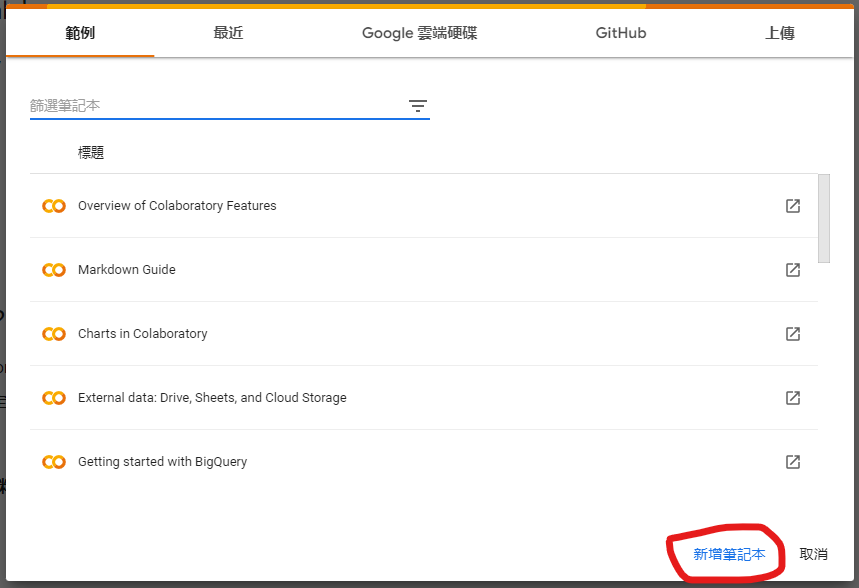 範例 最近 Google 雲端硬碟 GitHub 上傳
篩選筆記本
標題
Overview of Colaboratory Features
Markdown Guide
Charts in Colaboratory
External data: Drive, Sheets, and Cloud Storage
Getting started with BigQuery
新增筆記本 取消